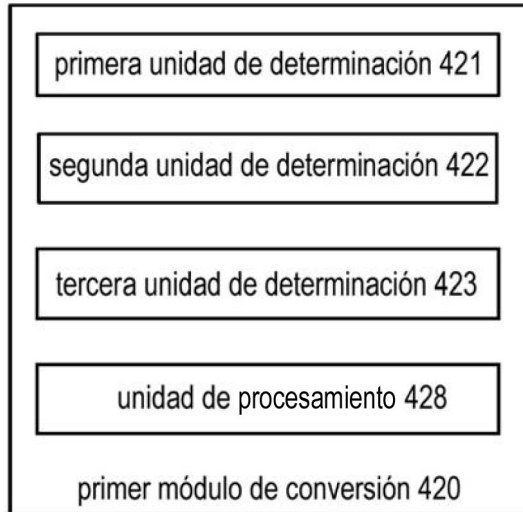 primera unidad de determinación 421
segunda unidad de determinación 422
tercera unidad de determinación 423
unidad de procesamiento 428
primer módulo de conversión 420